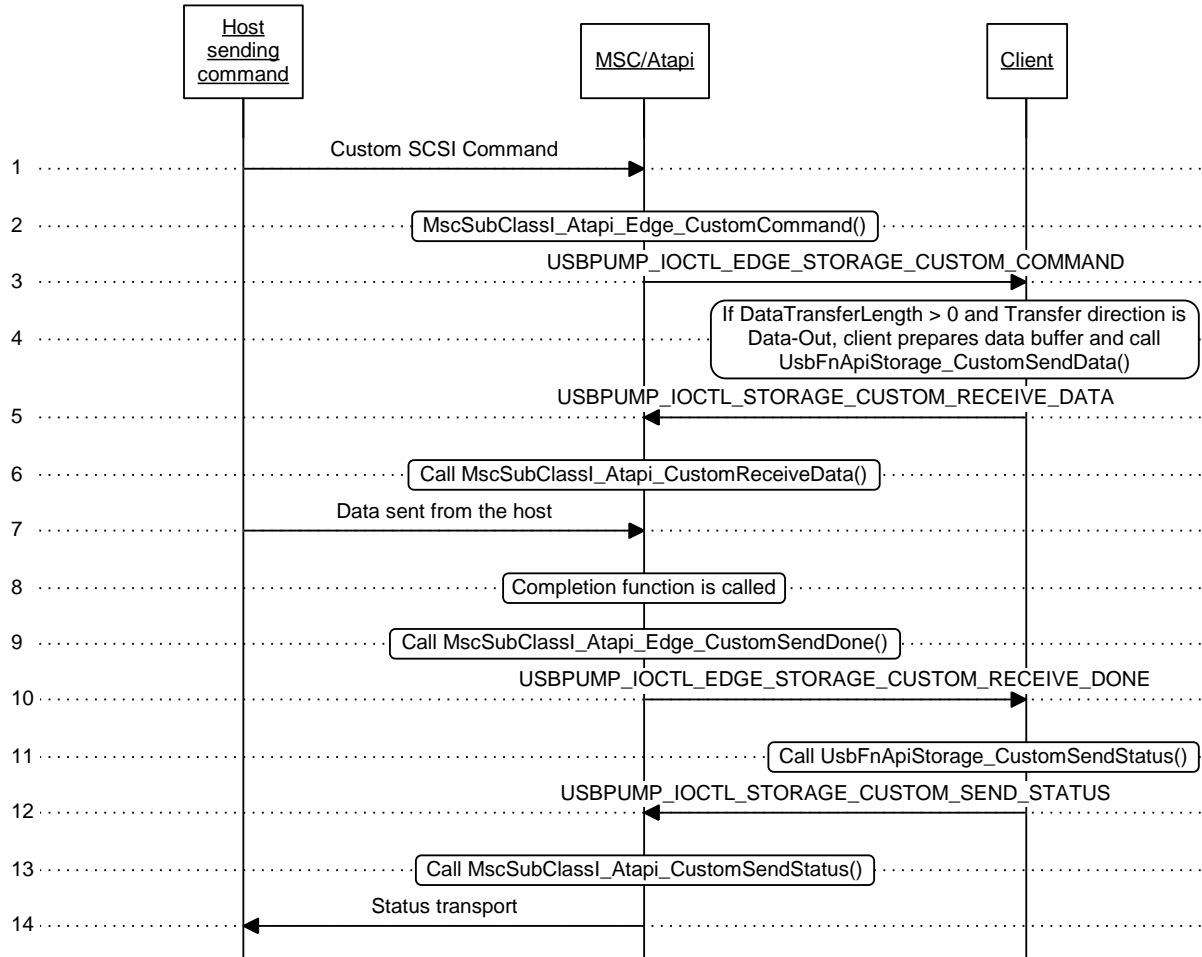 Host
sending
command
MSC/Atapi
Client
1
Custom SCSI Command
2
MscSubClassI_Atapi_Edge_CustomCommand()
USBPUMP_IOCTL_EDGE_STORAGE_CUSTOM_COMMAND
3
If DataTransferLength > 0 and Transfer direction is
4
Data-Out, client prepares data buffer and call
UsbFnApiStorage_CustomSendData()
USBPUMP_IOCTL_STORAGE_CUSTOM_RECEIVE_DATA
5
6
Call MscSubClassI_Atapi_CustomReceiveData()
Data sent from the host
7
8
Completion function is called
9
Call MscSubClassI_Atapi_Edge_CustomSendDone()
USBPUMP_IOCTL_EDGE_STORAGE_CUSTOM_RECEIVE_DONE
10
11
Call UsbFnApiStorage_CustomSendStatus()
USBPUMP_IOCTL_STORAGE_CUSTOM_SEND_STATUS
12
13
Call MscSubClassI_Atapi_CustomSendStatus()
Status transport
14